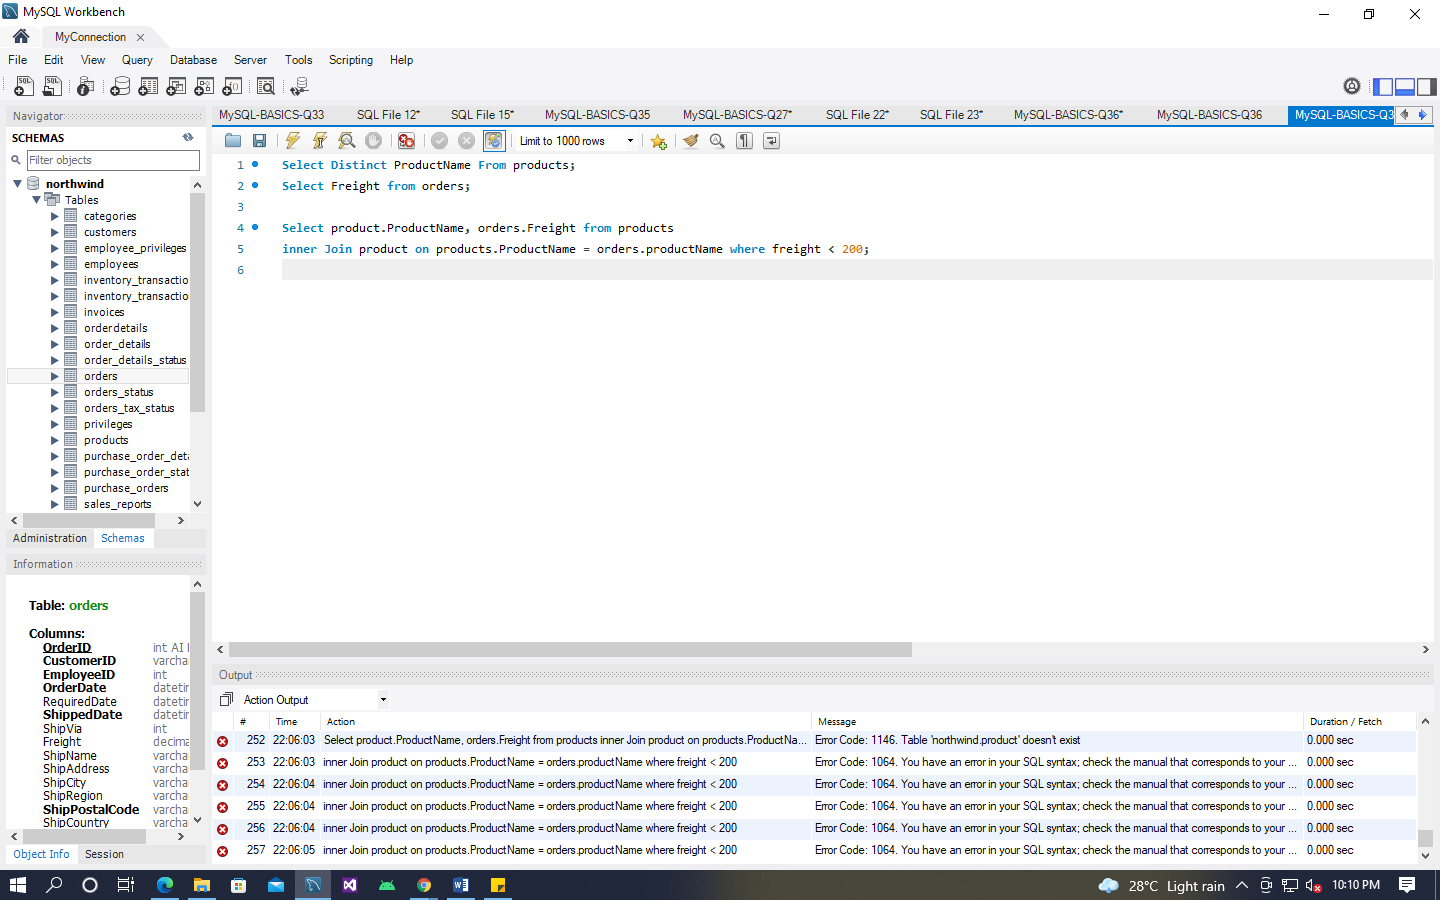 MySQL Workbench
MyConnection
File Edit View Query Database Server Tools Scripting Help
Navigator
SCHEMAS
Filter objects
northwind
Tables
categories
customers
employee_privileges
employees
inventory_transactio
inventory_transactio
invoices
orderdetails
order_details
order_details_status
orders
orders_status
orders_tax_status
privileges
products
purchase_order_deta
purchase_order_stat
purchase_orders
sales_reports
Administration Schemas
Information
Table: orders
Columns:
OrderID int AI
CustomerID varcha
EmployeeID int
OrderDate datetin
RequiredDate datetin
ShippedDate datetin
ShipVia int
Freight decima
ShipName varcha
ShipAddress varcha
ShipCity varcha
ShipRegion varcha
ShipPostalCode varcha
ShipCountry varcha
Object Info Session
MySQL-BASICS-Q33 SQL File 12* SQL File 15* MySQL-BASICS-Q35 MySQL-BASICS-Q27* SQL File 22* SQL File 23* MySQL-BASICS-Q36* MySQL-BASICS-Q36 MySQL-BASICS-Q3
Limit to 1000 rows
1 Select Distinct ProductName From products;
2 Select Freight from orders;
3
4 Select product.ProductName, orders.Freight from products
5 inner Join product on products.ProductName = orders.productName where freight < 200;
6
Output
Action Output
# Time Action Message Duration / Fetch
252 22:06:03 Select product.ProductName, orders.Freight from products inner Join product on products.ProductNa... Error Code: 1146. Table 'northwind.product' doesn't exist 0.000 sec
253 22:06:03 inner Join product on products.ProductName = orders.productName where freight < 200 Error Code: 1064. You have an error in your SQL syntax; check the manual that corresponds to your ... 0.000 sec
254 22:06:04 inner Join product on products.ProductName = orders.productName where freight < 200 Error Code: 1064. You have an error in your SQL syntax; check the manual that corresponds to your ... 0.000 sec
255 22:06:04 inner Join product on products.ProductName = orders.productName where freight < 200 Error Code: 1064. You have an error in your SQL syntax; check the manual that corresponds to your ... 0.000 sec
256 22:06:04 inner Join product on products.ProductName = orders.productName where freight < 200 Error Code: 1064. You have an error in your SQL syntax; check the manual that corresponds to your ... 0.000 sec
257 22:06:05 inner Join product on products.ProductName = orders.productName where freight < 200 Error Code: 1064. You have an error in your SQL syntax; check the manual that corresponds to your ... 0.000 sec
28°C Light rain 10:10 PM